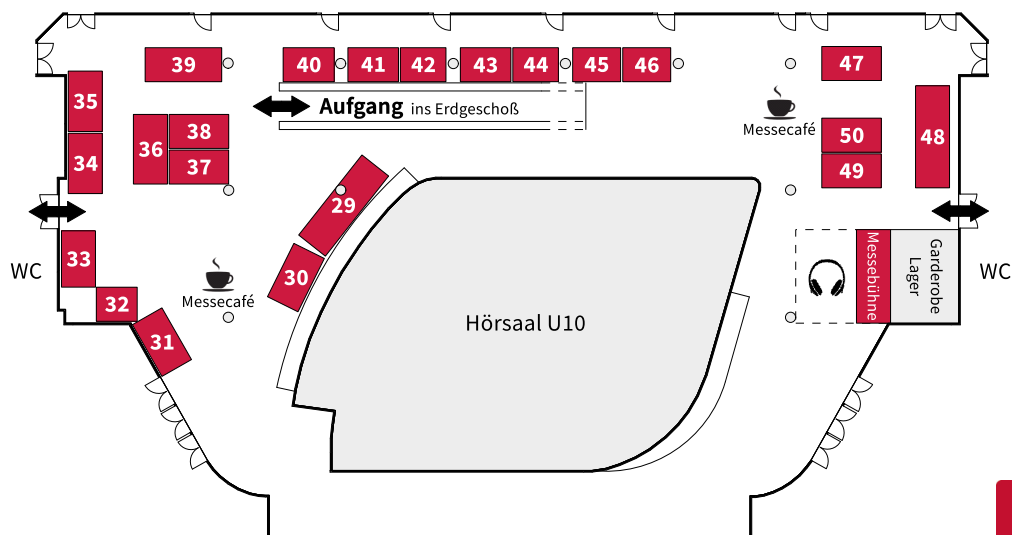 39
40
41
42
43
44
45
46
47
35
Aufgang ins Erdgeschoß
Messecafé
38
36
37
34
50
49
48
29
33
WC
30
Messecafé
32
31
Hörsaal U10
Messebühne
Garderobe
Lager
WC